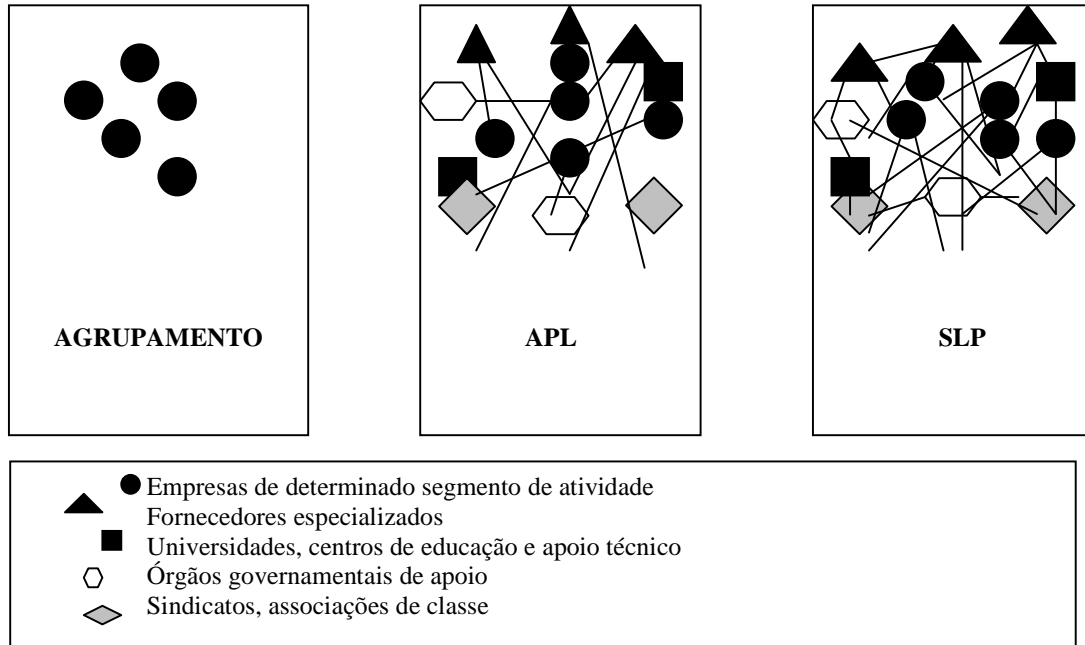 AGRUPAMENTO
APL
SLP
Empresas de determinado segmento de atividade
Fornecedores especializados
Universidades, centros de educação e apoio técnico
Órgãos governamentais de apoio
Sindicatos, associações de classe